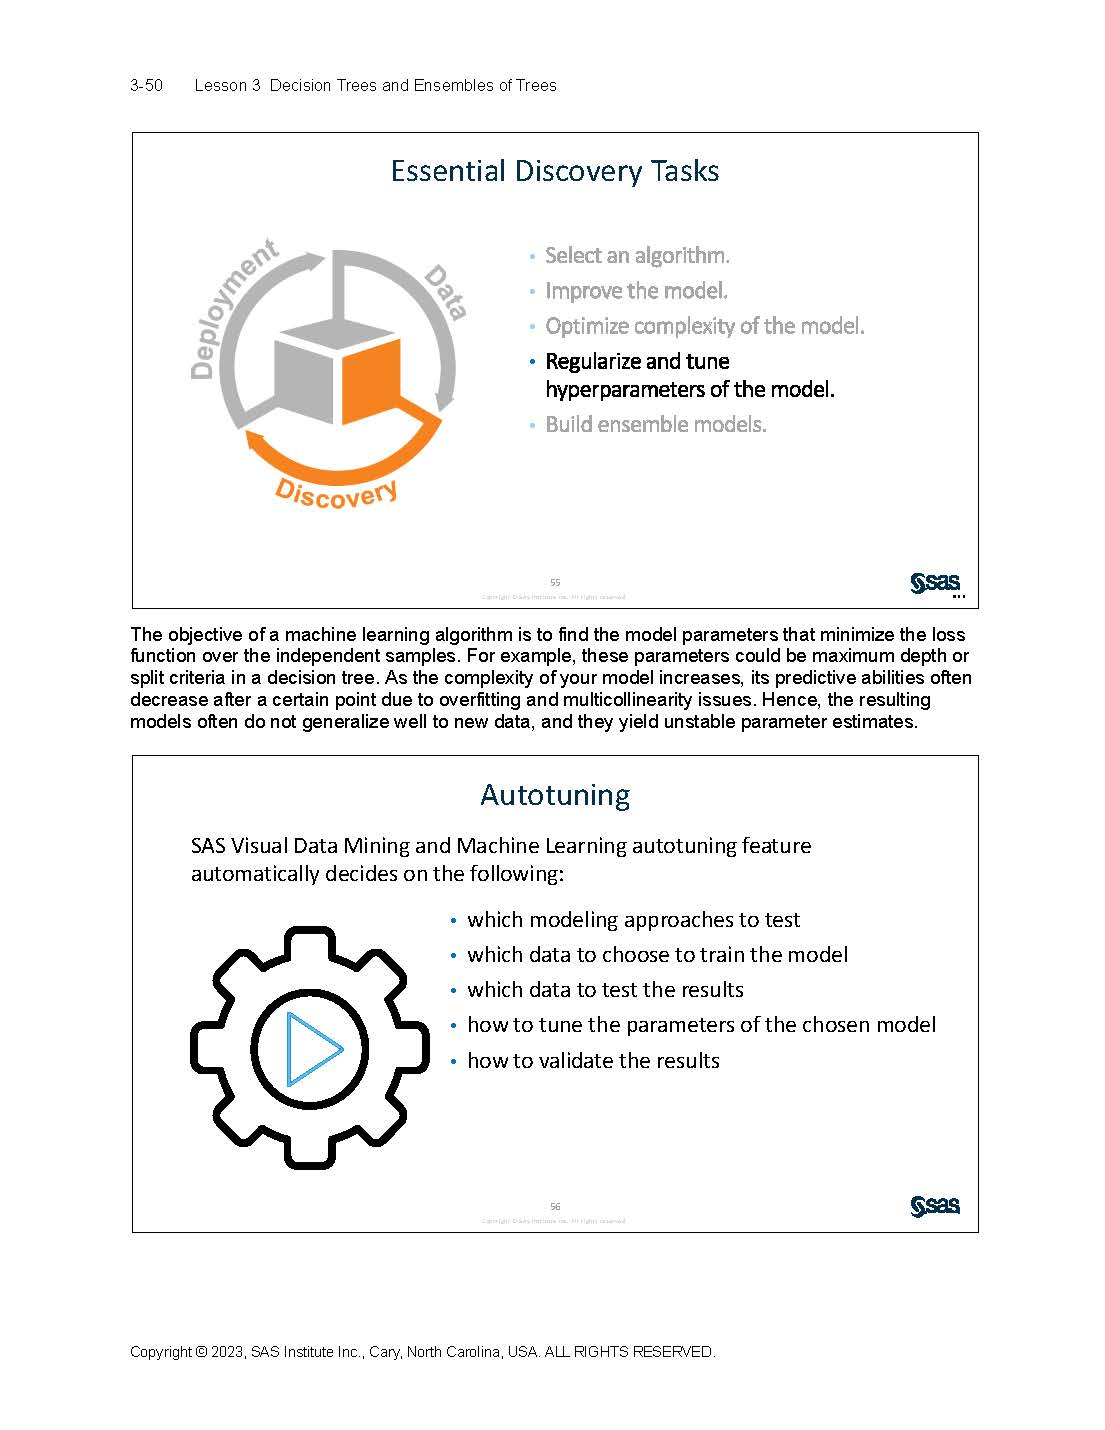 3-50 Lesson 3 Decision Trees and Ensembles of Trees
Essential Discovery Tasks
Deployment
Data
Discovery
• Select an algorithm.
• Improve the model.
• Optimize complexity of the model.
• Regularize and tune
hyperparameters of the model.
• Build ensemble models.
55
Copyright © SAS Institute Inc. All rights reserved.
sas
...
The objective of a machine learning algorithm is to find the model parameters that minimize the loss
function over the independent samples. For example, these parameters could be maximum depth or
split criteria in a decision tree. As the complexity of your model increases, its predictive abilities often
decrease after a certain point due to overfitting and multicollinearity issues. Hence, the resulting
models often do not generalize well to new data, and they yield unstable parameter estimates.
Autotuning
SAS Visual Data Mining and Machine Learning autotuning feature
automatically decides on the following:
• which modeling approaches to test
• which data to choose to train the model
• which data to test the results
• how to tune the parameters of the chosen model
• how to validate the results
56
Copyright © SAS Institute Inc. All rights reserved.
sas
Copyright © 2023, SAS Institute Inc., Cary, North Carolina, USA. ALL RIGHTS RESERVED.